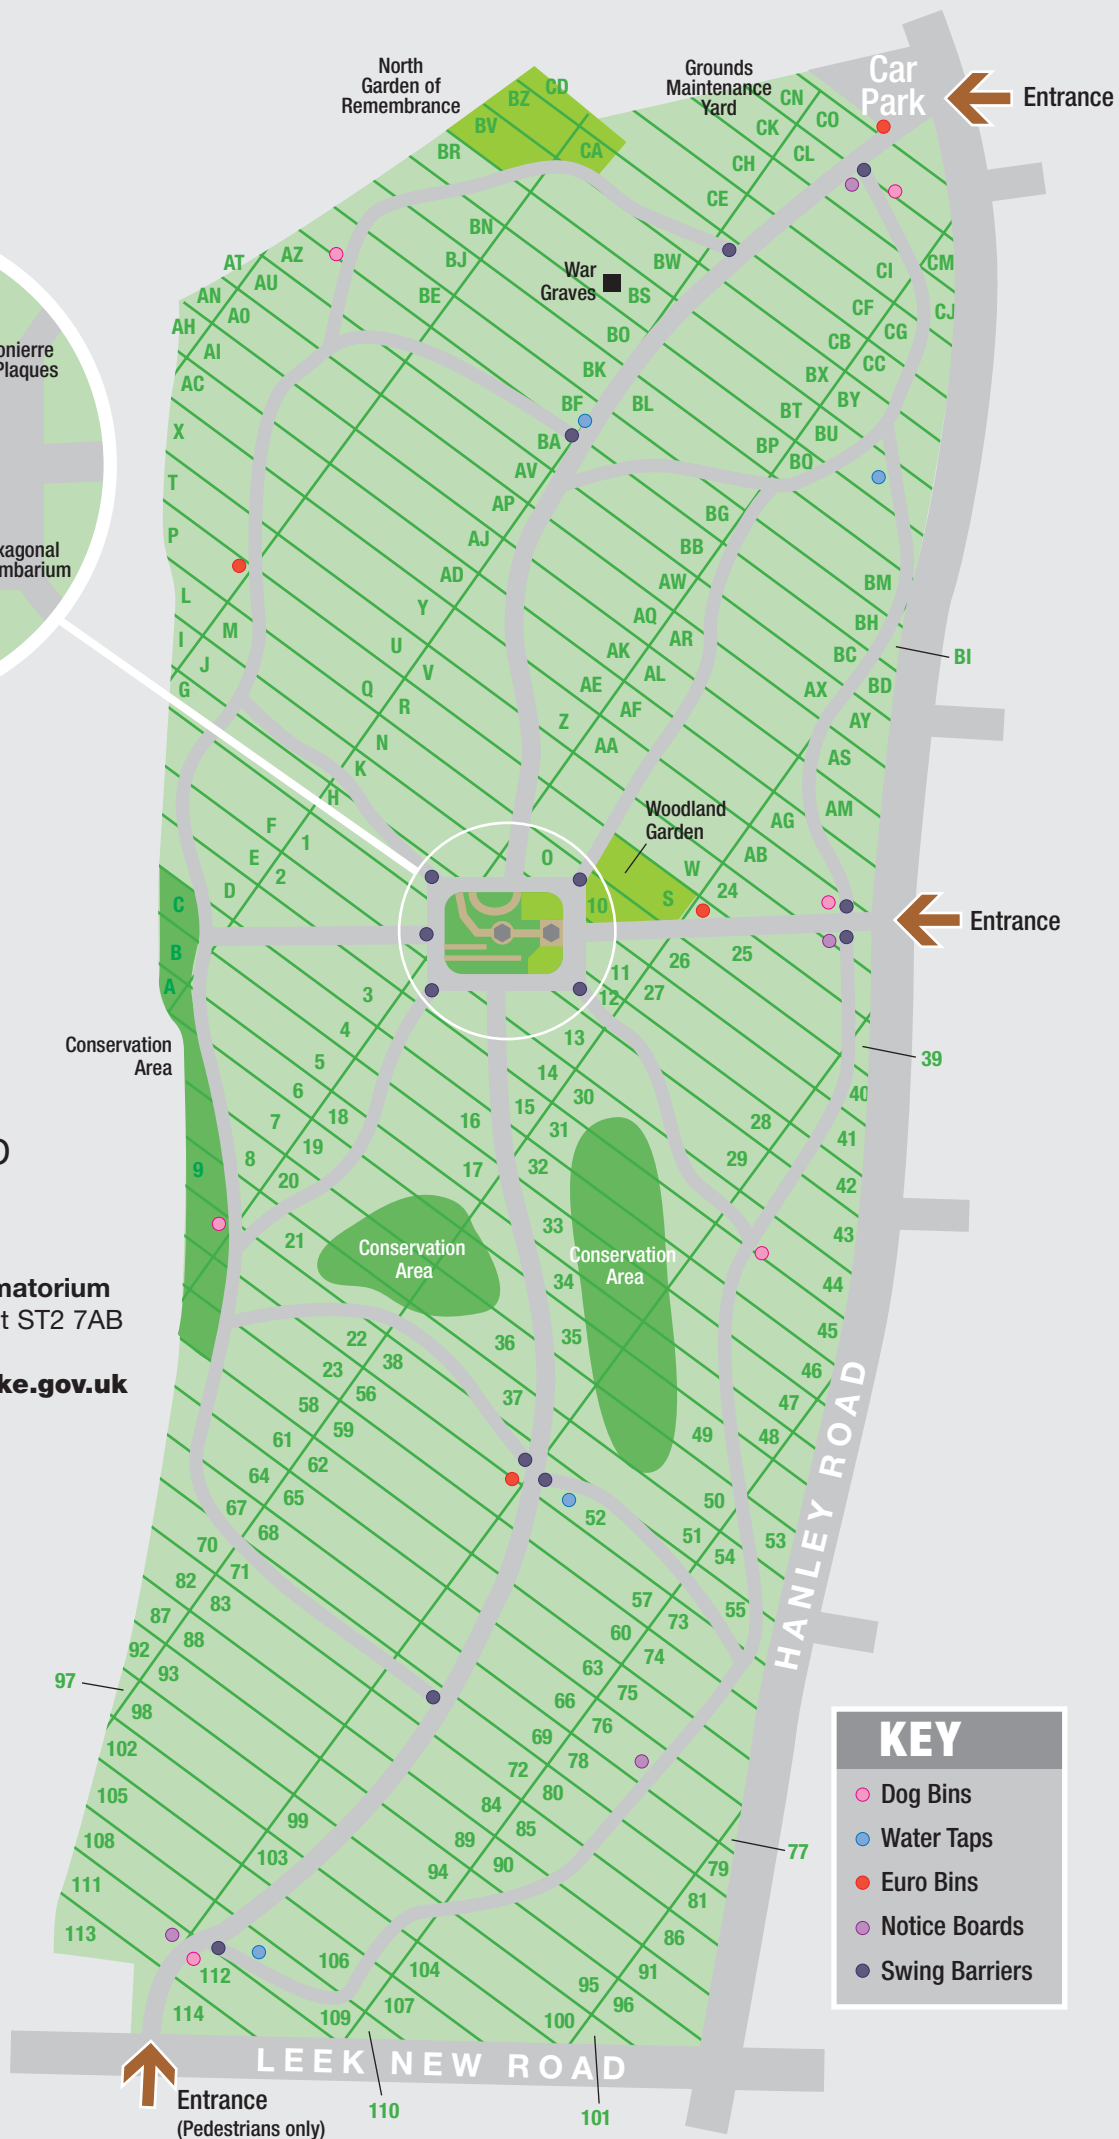 North
Garden of
Remembrance
Grounds
Maintenance
Yard
Car
Park
Entrance
CD
BZ
BV
BR
CA
CN
CO
CK
CL
CH
CE
BN
BJ
BE
War
Graves
BW
BS
BO
BK
BF
BL
BA
AV
AP
AJ
AD
Y
U
V
Q
R
N
K
H
AT
AZ
AU
AN
AO
AH
AI
AC
X
T
P
L
M
I
J
G
CI
CM
CF
CJ
CG
CB
CC
BX
BY
BT
BU
BP
BQ
BG
BB
AW
AQ
AR
AK
AL
AE
AF
Z
AA
BM
BH
BI
BC
BD
AX
AY
AS
AM
AG
AB
onierre
Plaques
xagonal
mbarium
Woodland
Garden
O
W
S
10
24
F
1
E
2
D
C
B
A
Entrance
25
26
11
27
12
13
14
30
15
31
16
17
32
33
34
35
36
37
3
4
5
6
7
18
8
19
20
9
21
Conservation
Area
Conservation
Area
Conservation
Area
39
40
28
41
29
42
43
44
45
46
47
48
49
50
51
52
53
54
55
O
matorium
t ST2 7AB
ke.gov.uk
22
38
23
56
58
59
61
62
64
65
67
68
70
71
82
83
87
88
92
93
97
98
102
105
108
111
113
99
103
57
73
60
74
63
75
66
76
69
78
72
80
84
85
89
90
94
77
79
81
86
91
95
96
100
101
104
106
107
109
110
112
114
HANLEY ROAD
LEEK NEW ROAD
Entrance
(Pedestrians only)
KEY
Dog Bins
Water Taps
Euro Bins
Notice Boards
Swing Barriers